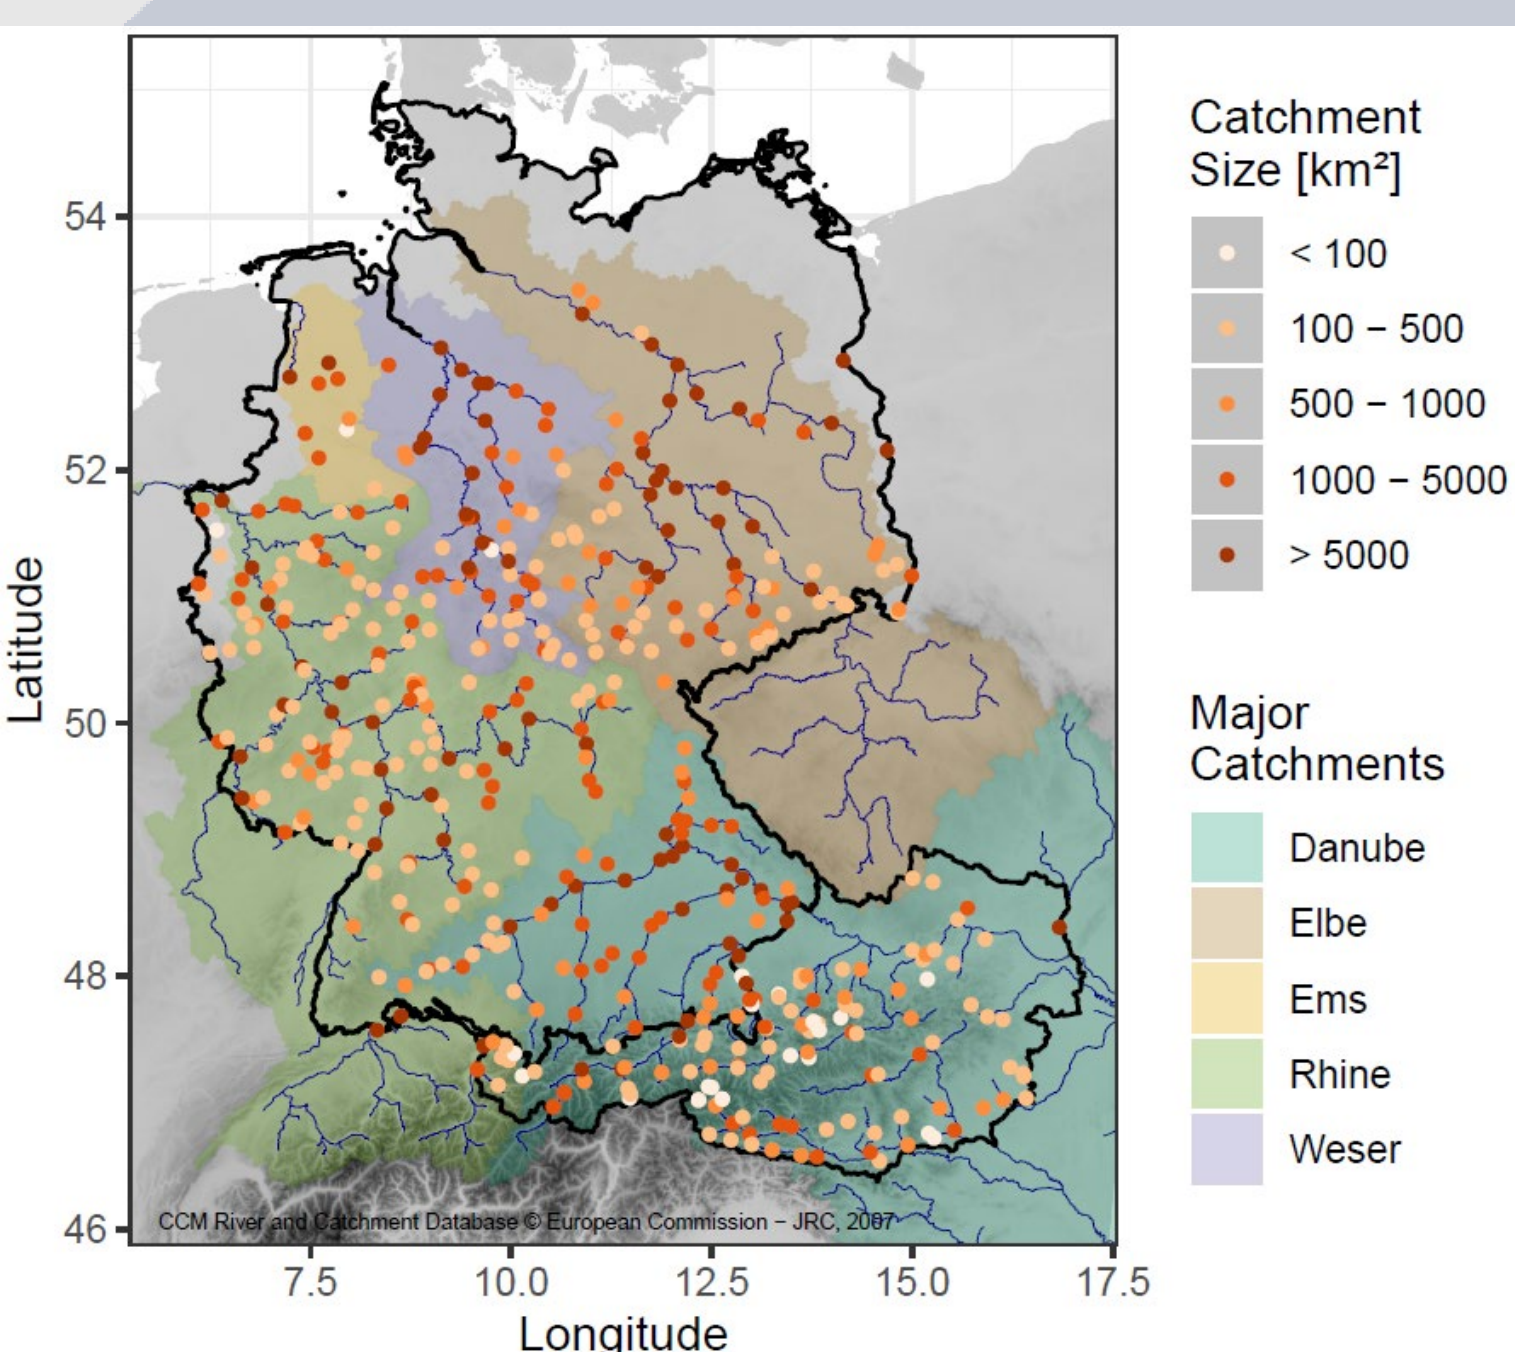 Catchment
Size [km²]
< 100
100 − 500
500 − 1000
1000 − 5000
> 5000
Major
Catchments
Danube
Elbe
Ems
Rhine
Weser
54
52
50
48
46
Latitude
CCM River and Catchment Database © European Commission − JRC, 2007
7.5 10.0 12.5 15.0 17.5
Longitude